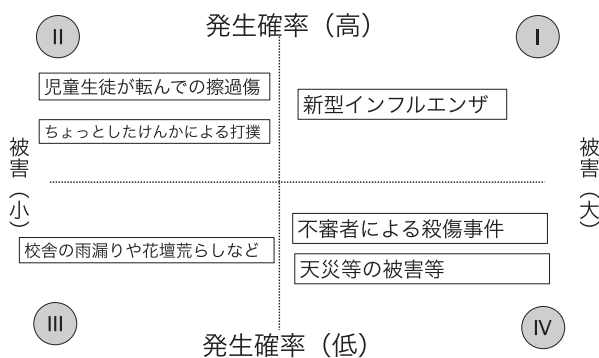 発生確率（高）
II
I
児童生徒が転んでの擦過傷
新型インフルエンザ
ちょっとしたけんかによる打撲
被害（小）
被害（大）
不審者による殺傷事件
校舎の雨漏りや花壇荒らしなど
天災等の被害等
III
IV
発生確率（低）